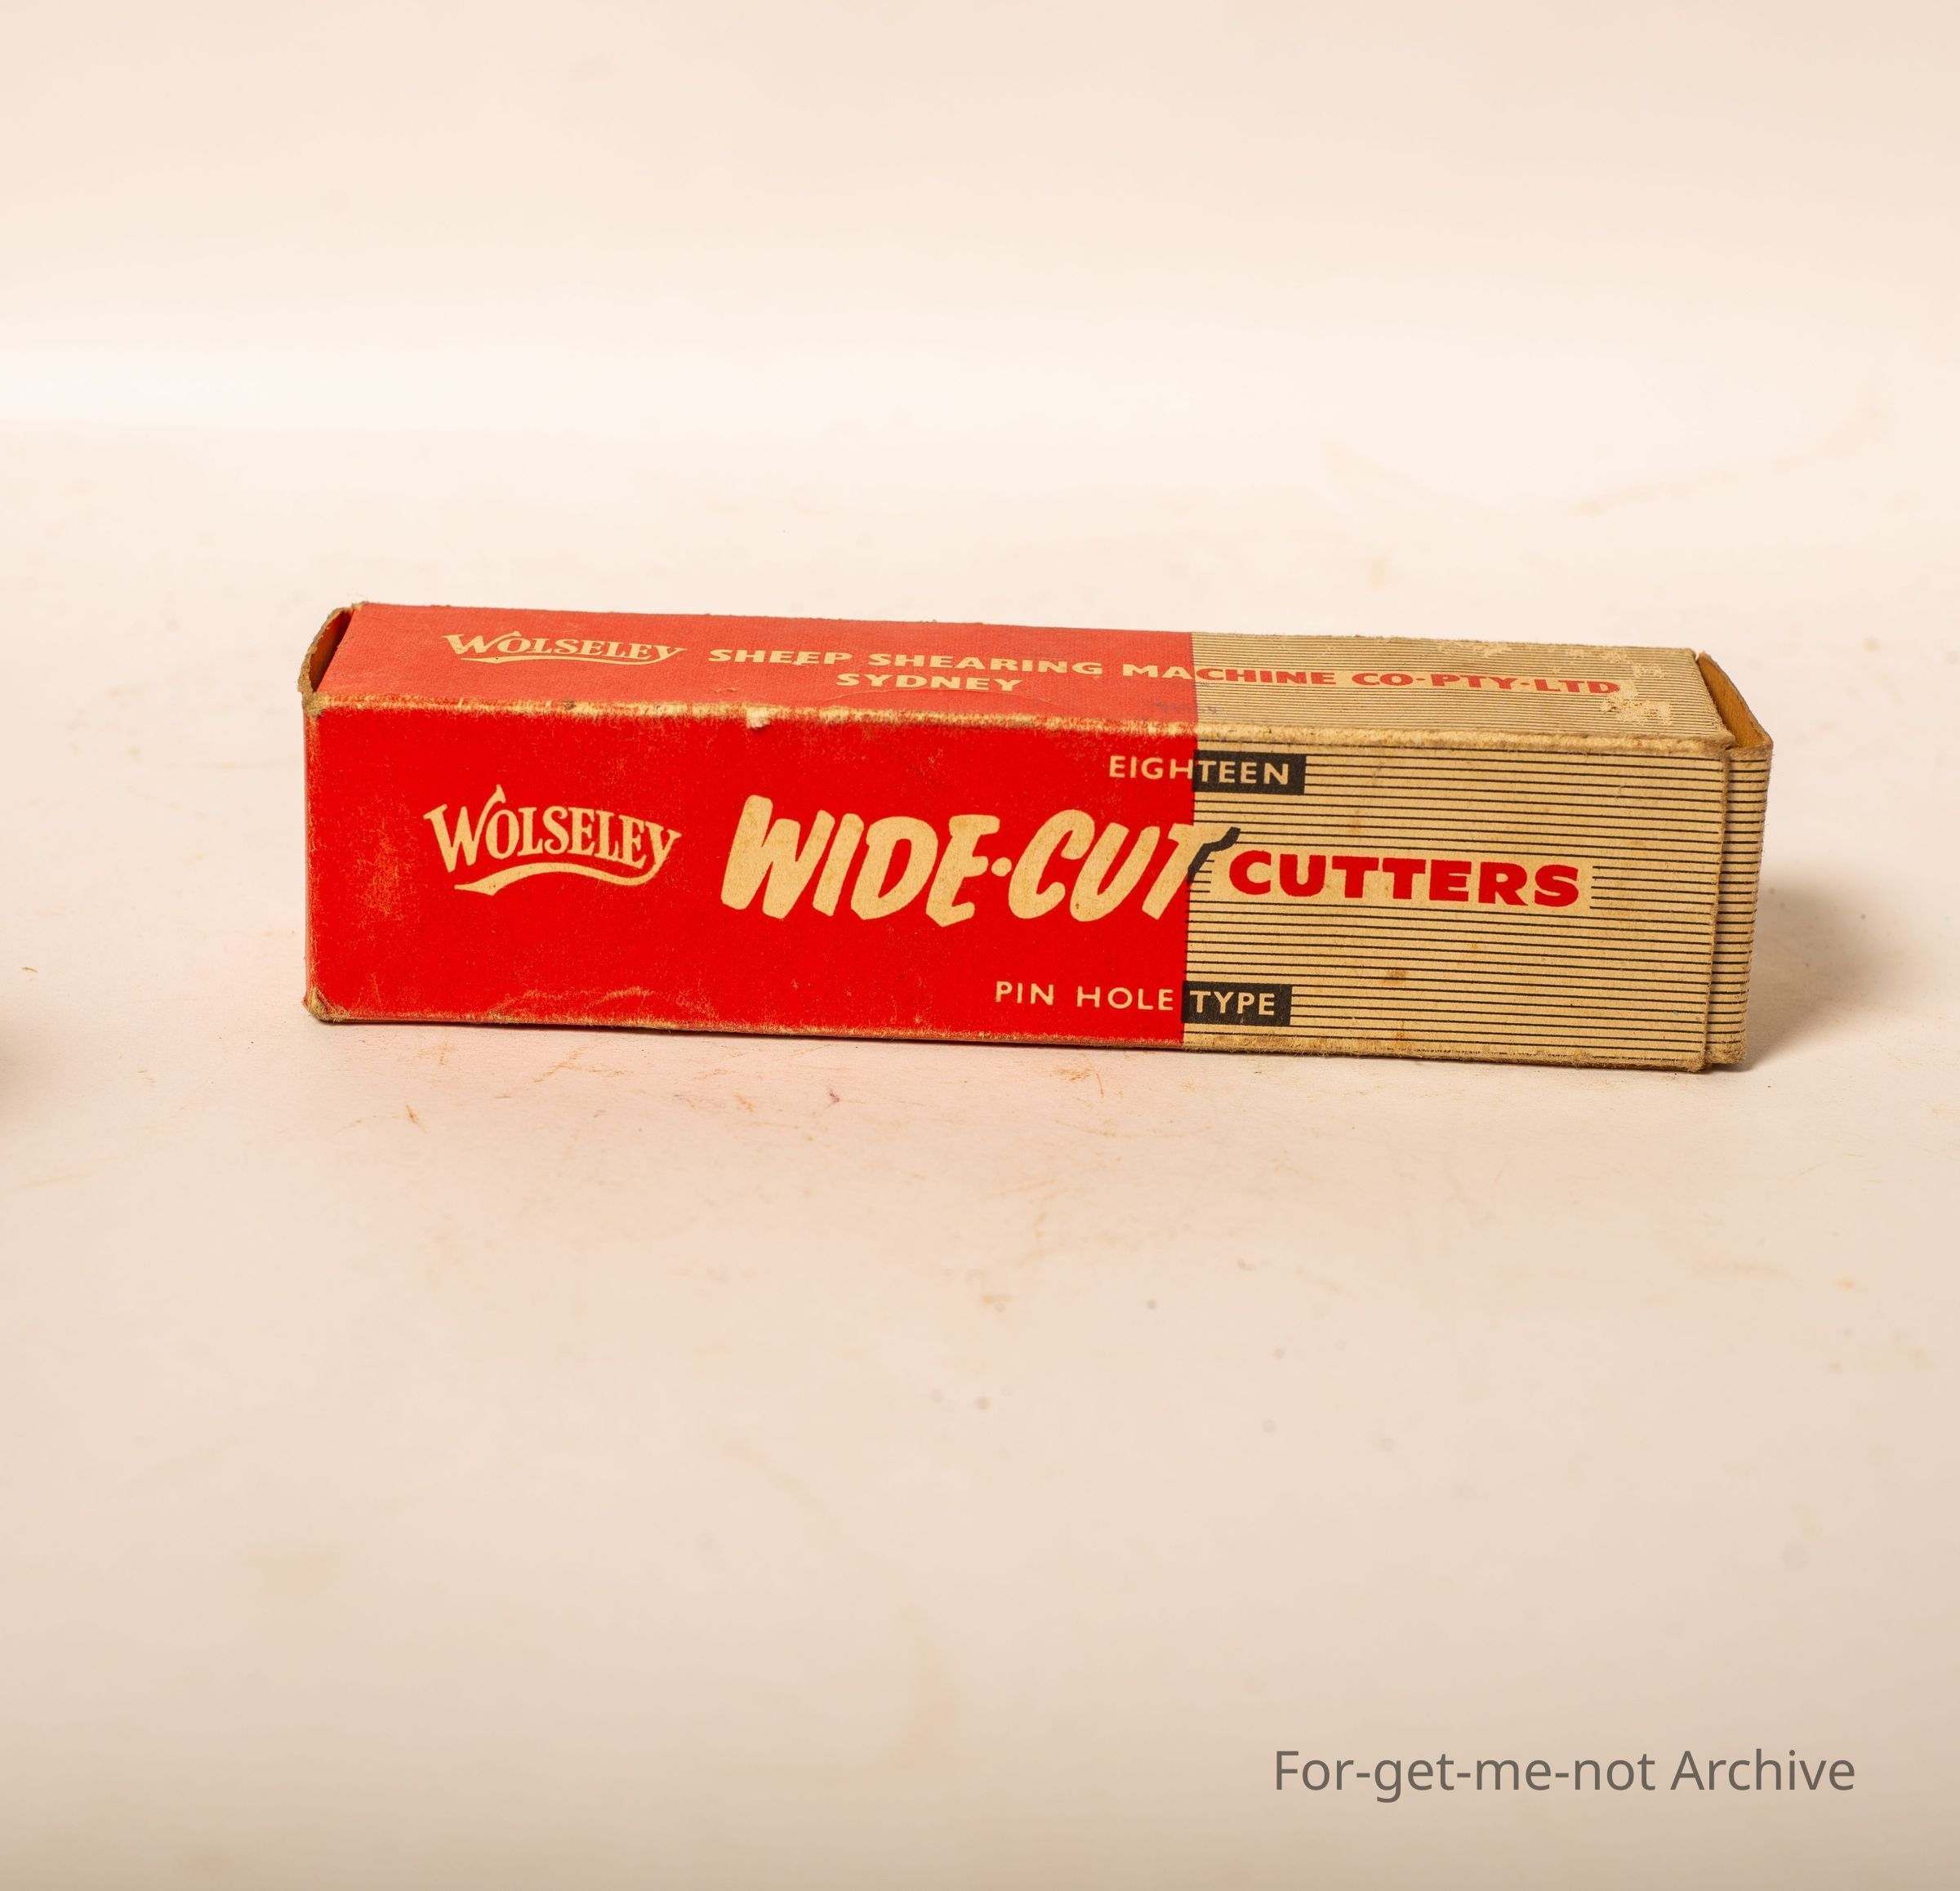 WOLSELEY SHEEP SHEARING MACHINE CO·PTY·LTD
SYDNEY
EIGHTEEN
WOLSELEY WIDE·CUT CUTTERS
PIN HOLE TYPE
For-get-me-not Archive